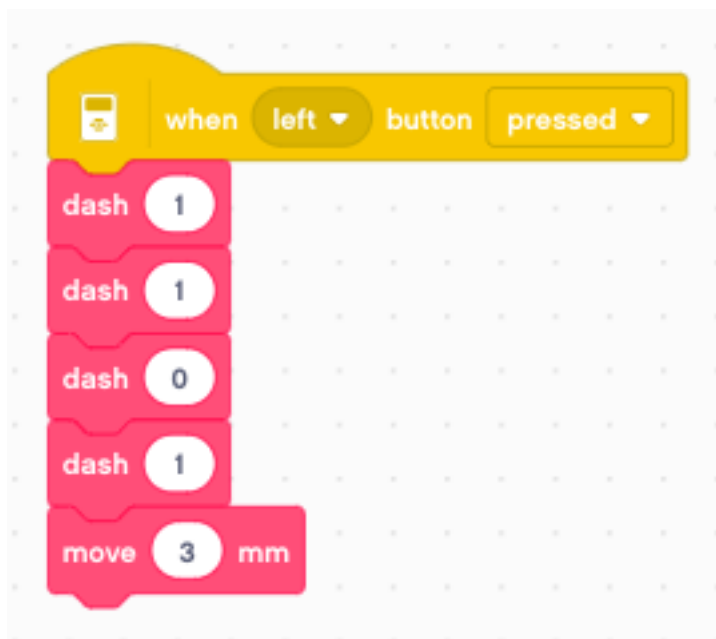 when left button pressed
dash 1
dash 1
dash 0
dash 1
move 3 mm